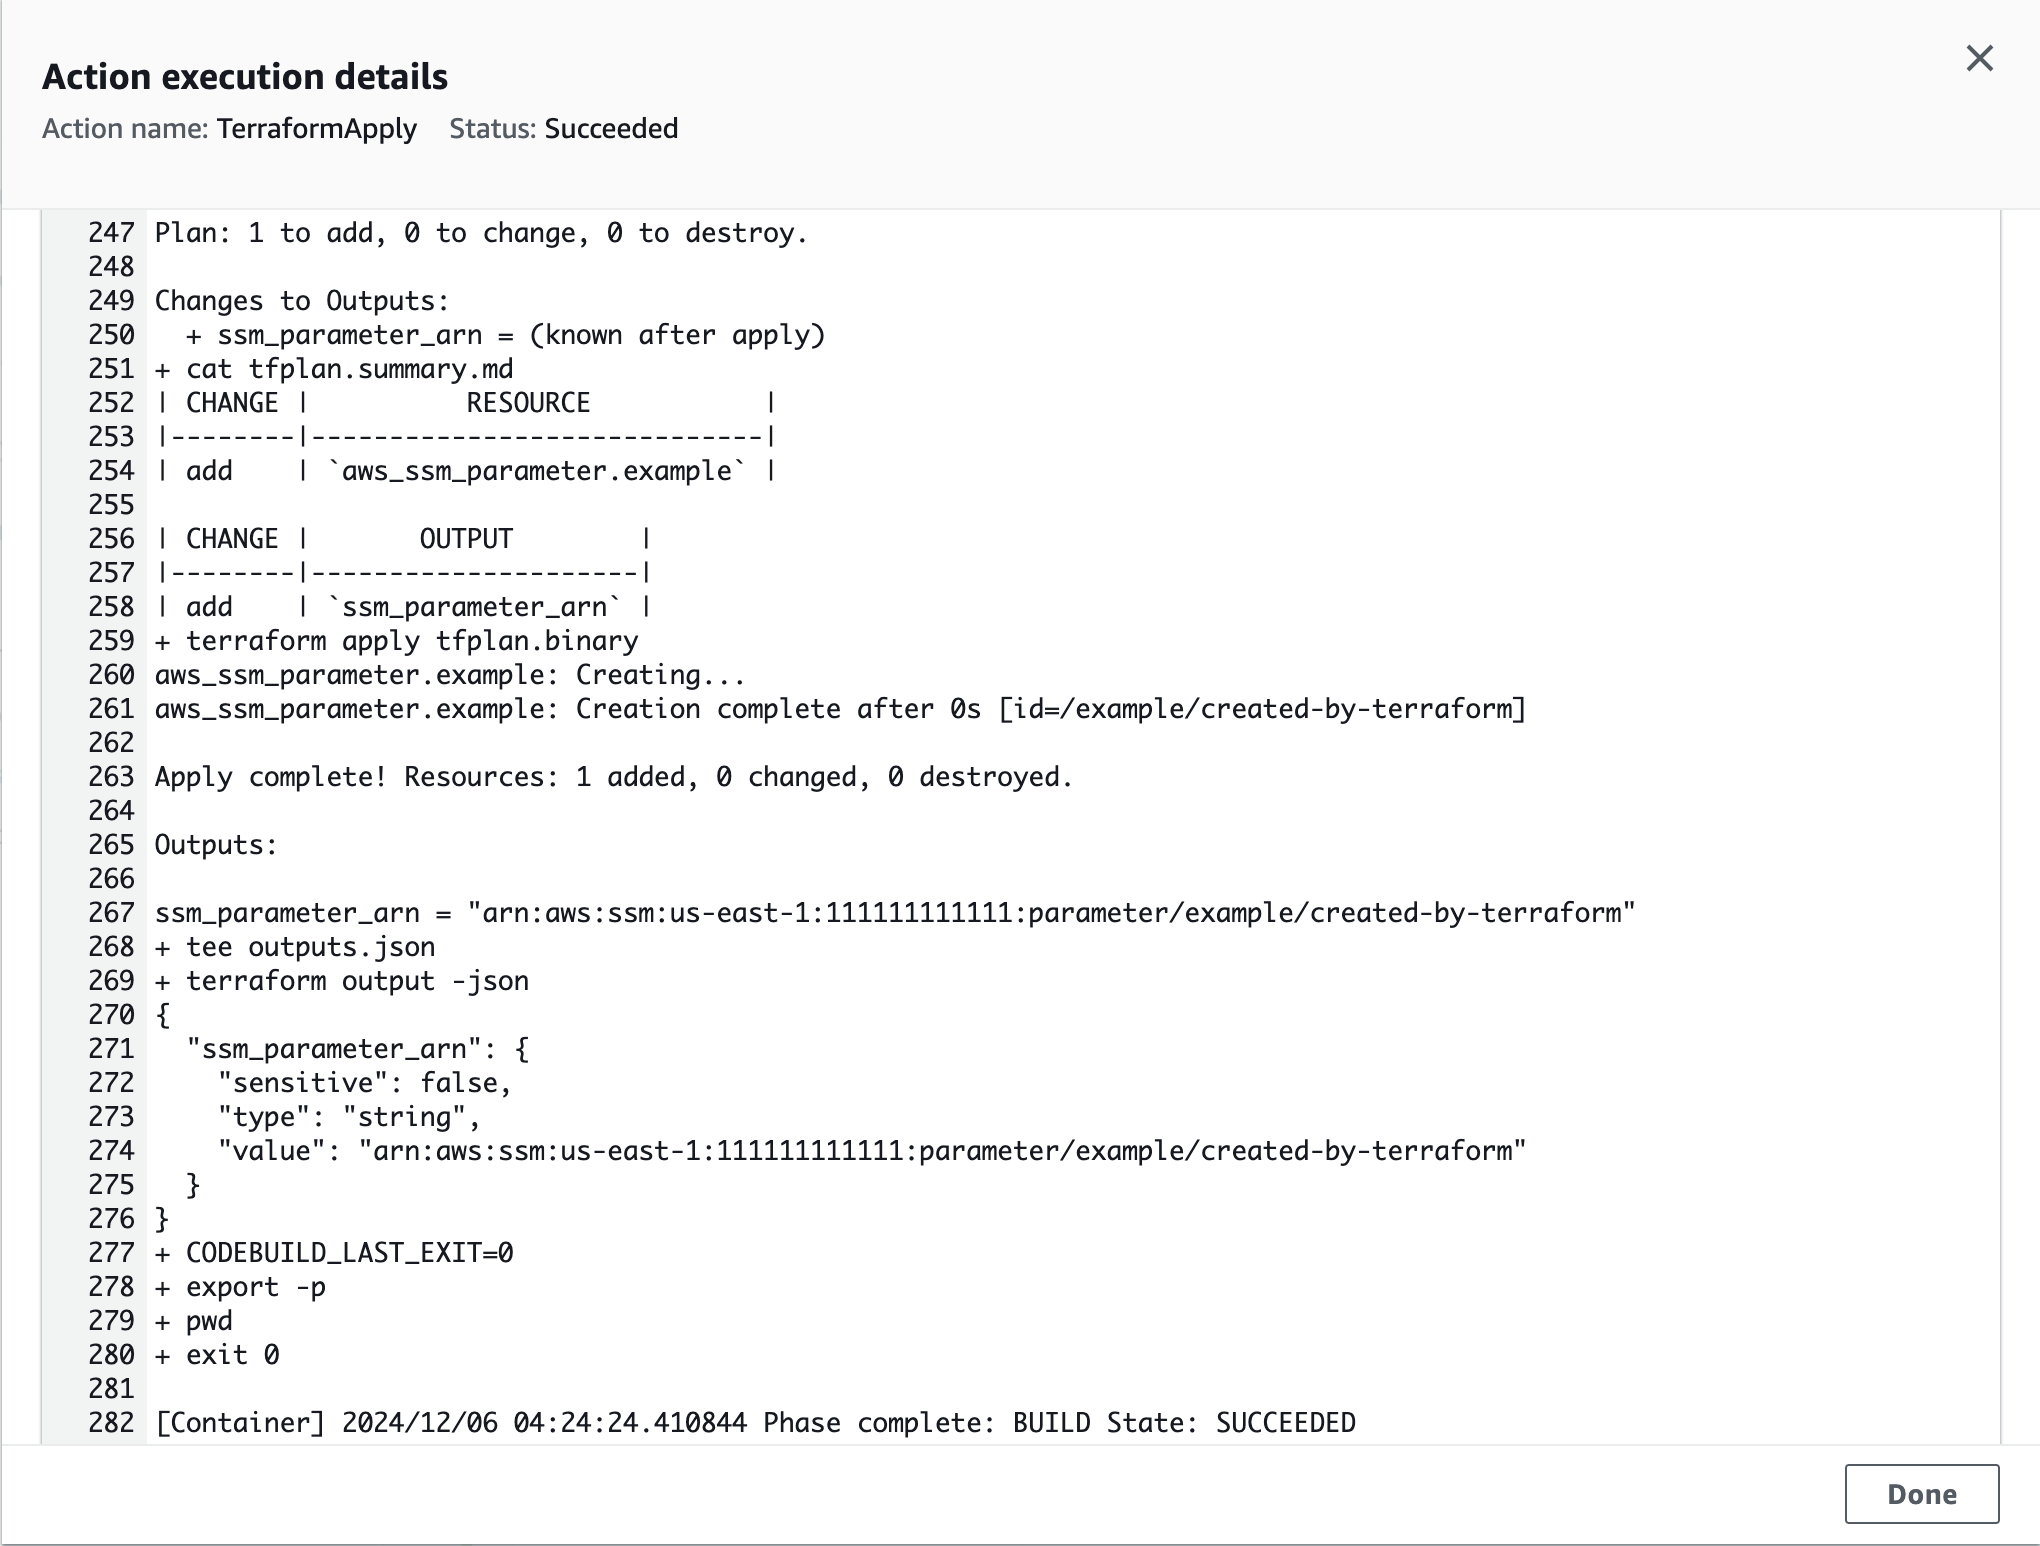 Action execution details
Action name: TerraformApply Status: Succeeded
247 Plan: 1 to add, 0 to change, 0 to destroy.
248
249 Changes to Outputs:
250   + ssm_parameter_arn = (known after apply)
251 + cat tfplan.summary.md
252 | CHANGE |          RESOURCE           |
253 |--------|-----------------------------|
254 | add    | `aws_ssm_parameter.example` |
255
256 | CHANGE |       OUTPUT        |
257 |--------|---------------------|
258 | add    | `ssm_parameter_arn` |
259 + terraform apply tfplan.binary
260 aws_ssm_parameter.example: Creating...
261 aws_ssm_parameter.example: Creation complete after 0s [id=/example/created-by-terraform]
262
263 Apply complete! Resources: 1 added, 0 changed, 0 destroyed.
264
265 Outputs:
266
267 ssm_parameter_arn = "arn:aws:ssm:us-east-1:111111111111:parameter/example/created-by-terraform"
268 + tee outputs.json
269 + terraform output -json
270 {
271   "ssm_parameter_arn": {
272     "sensitive": false,
273     "type": "string",
274     "value": "arn:aws:ssm:us-east-1:111111111111:parameter/example/created-by-terraform"
275   }
276 }
277 + CODEBUILD_LAST_EXIT=0
278 + export -p
279 + pwd
280 + exit 0
281
282 [Container] 2024/12/06 04:24:24.410844 Phase complete: BUILD State: SUCCEEDED
Done